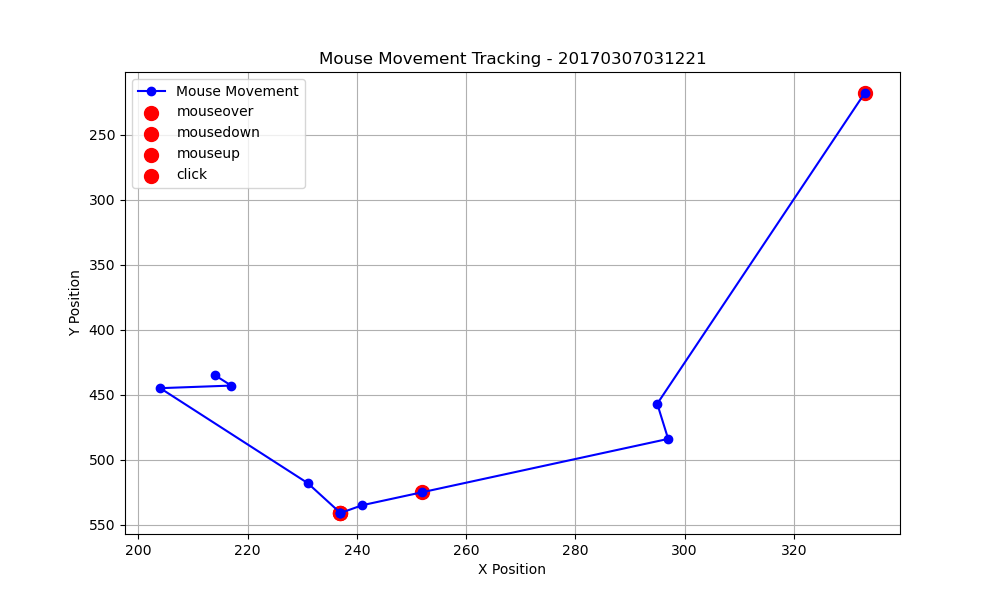 Mouse Movement Tracking - 20170307031221
Mouse Movement
mouseover
mousedown
mouseup
click
250
300
350
400
450
500
550
Y Position
200
220
240
260
280
300
320
X Position